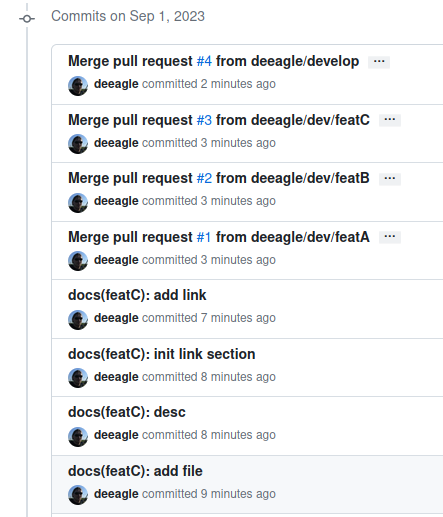 Commits on Sep 1, 2023
Merge pull request #4 from deeagle/develop ...
deeagle committed 2 minutes ago
Merge pull request #3 from deeagle/dev/featC ...
deeagle committed 3 minutes ago
Merge pull request #2 from deeagle/dev/featB ...
deeagle committed 3 minutes ago
Merge pull request #1 from deeagle/dev/featA ...
deeagle committed 3 minutes ago
docs(featC): add link
deeagle committed 7 minutes ago
docs(featC): init link section
deeagle committed 8 minutes ago
docs(featC): desc
deeagle committed 8 minutes ago
docs(featC): add file
deeagle committed 9 minutes ago